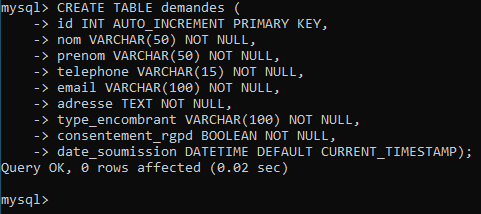 mysql> CREATE TABLE demandes (
    -> id INT AUTO_INCREMENT PRIMARY KEY,
    -> nom VARCHAR(50) NOT NULL,
    -> prenom VARCHAR(50) NOT NULL,
    -> telephone VARCHAR(15) NOT NULL,
    -> email VARCHAR(100) NOT NULL,
    -> adresse TEXT NOT NULL,
    -> type_encombrant VARCHAR(100) NOT NULL,
    -> consentement_rgpd BOOLEAN NOT NULL,
    -> date_soumission DATETIME DEFAULT CURRENT_TIMESTAMP);
Query OK, 0 rows affected (0.02 sec)
mysql>